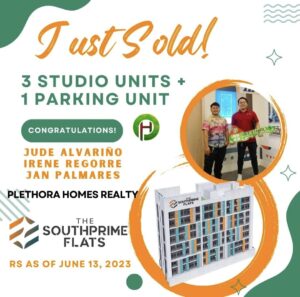 Just Sold!
3 STUDIO UNITS +
1 PARKING UNIT
CONGRATULATIONS!
JUDE ALVARIÑO
IRENE REGORRE
JAN PALMARES
PLETHORA HOMES REALTY
THE
SOUTHPRIME
FLATS
RS AS OF JUNE 13, 2023